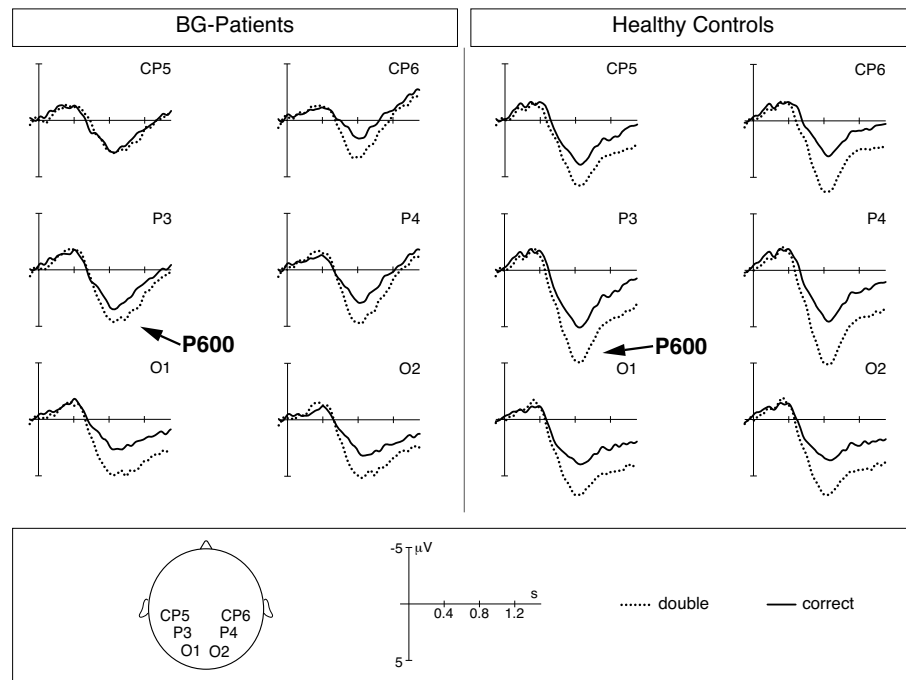 BG-Patients
Healthy Controls
CP5
CP6
CP5
CP6
P3
P4
P3
P4
P600
P600
O1
O2
O1
O2
-5
µV
s
0.4 0.8 1.2
5
CP5 CP6
P3 P4
O1 O2
double
correct